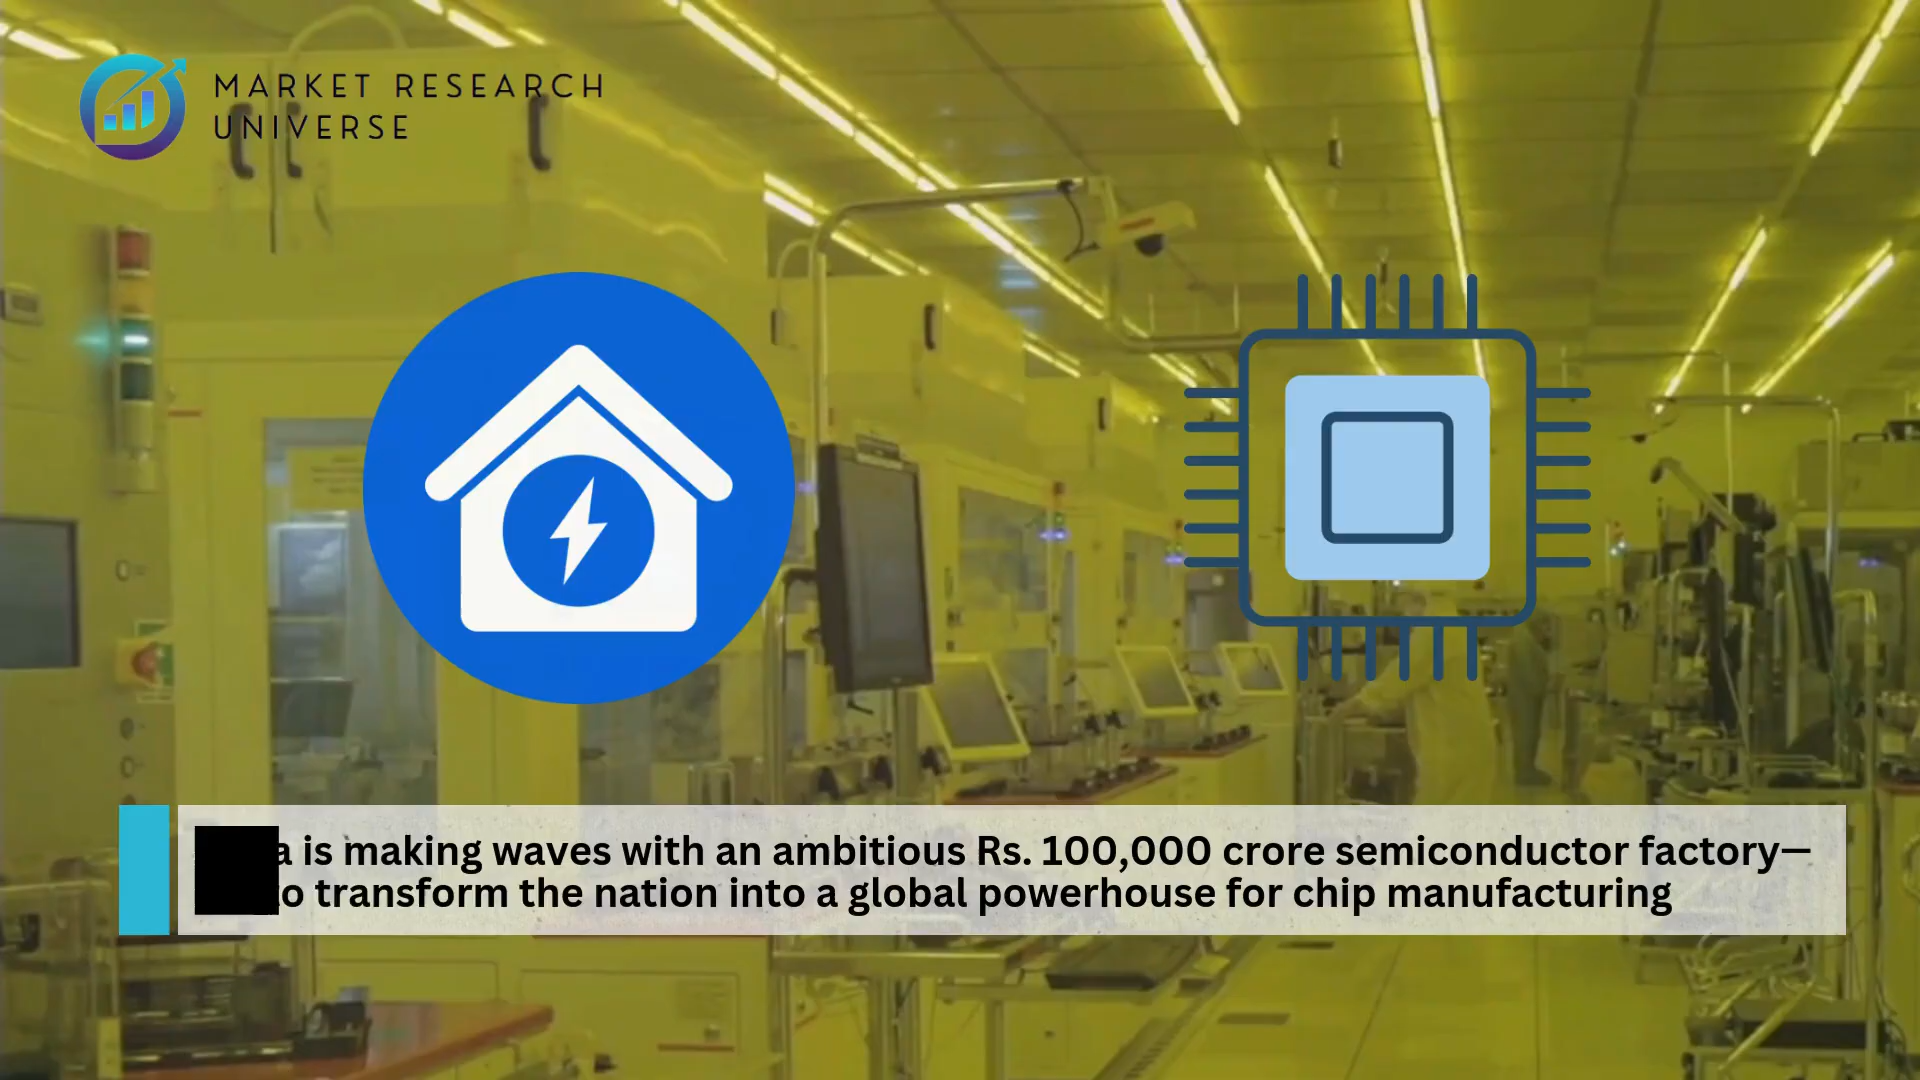 MARKET RESEARCH
UNIVERSE
is making waves with an ambitious Rs. 100,000 crore semiconductor factory—
transform the nation into a global powerhouse for chip manufacturing